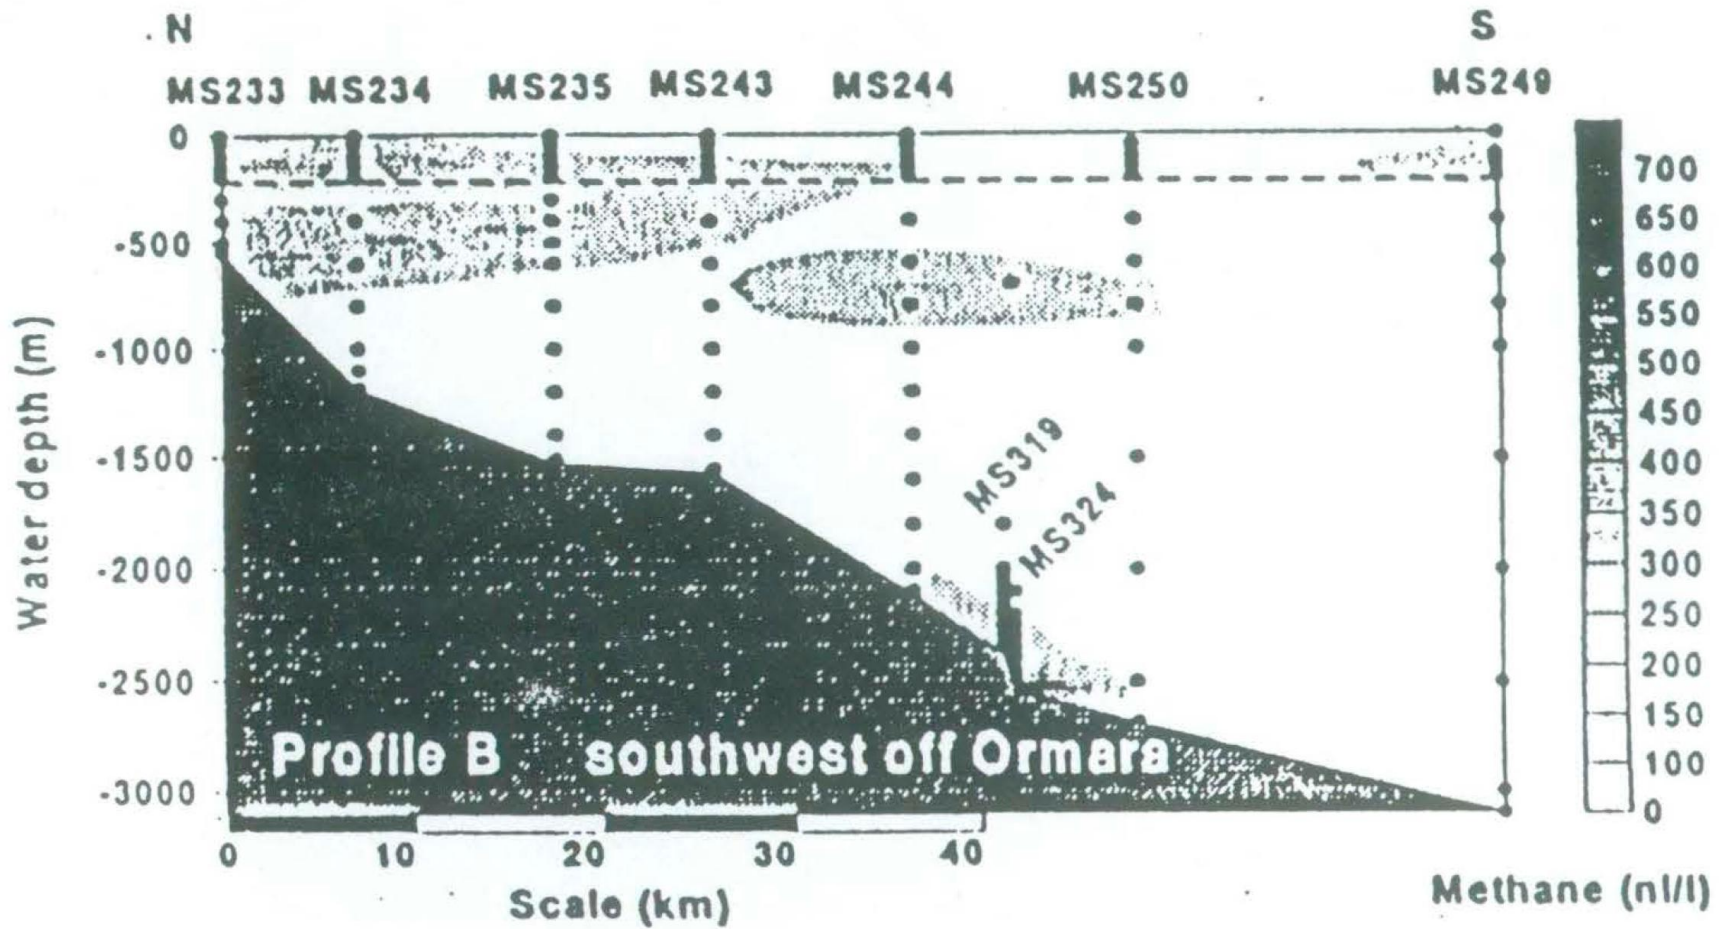 N S
MS233 MS234 MS235 MS243 MS244 MS250 MS249
0
-500
-1000
-1500
-2000
-2500
-3000
Water depth (m)
MS319
MS324
Profile B southwest off Ormara
0 10 20 30 40
Scale (km)
700
650
600
550
500
450
400
350
300
250
200
150
100
0
Methane (nl/l)